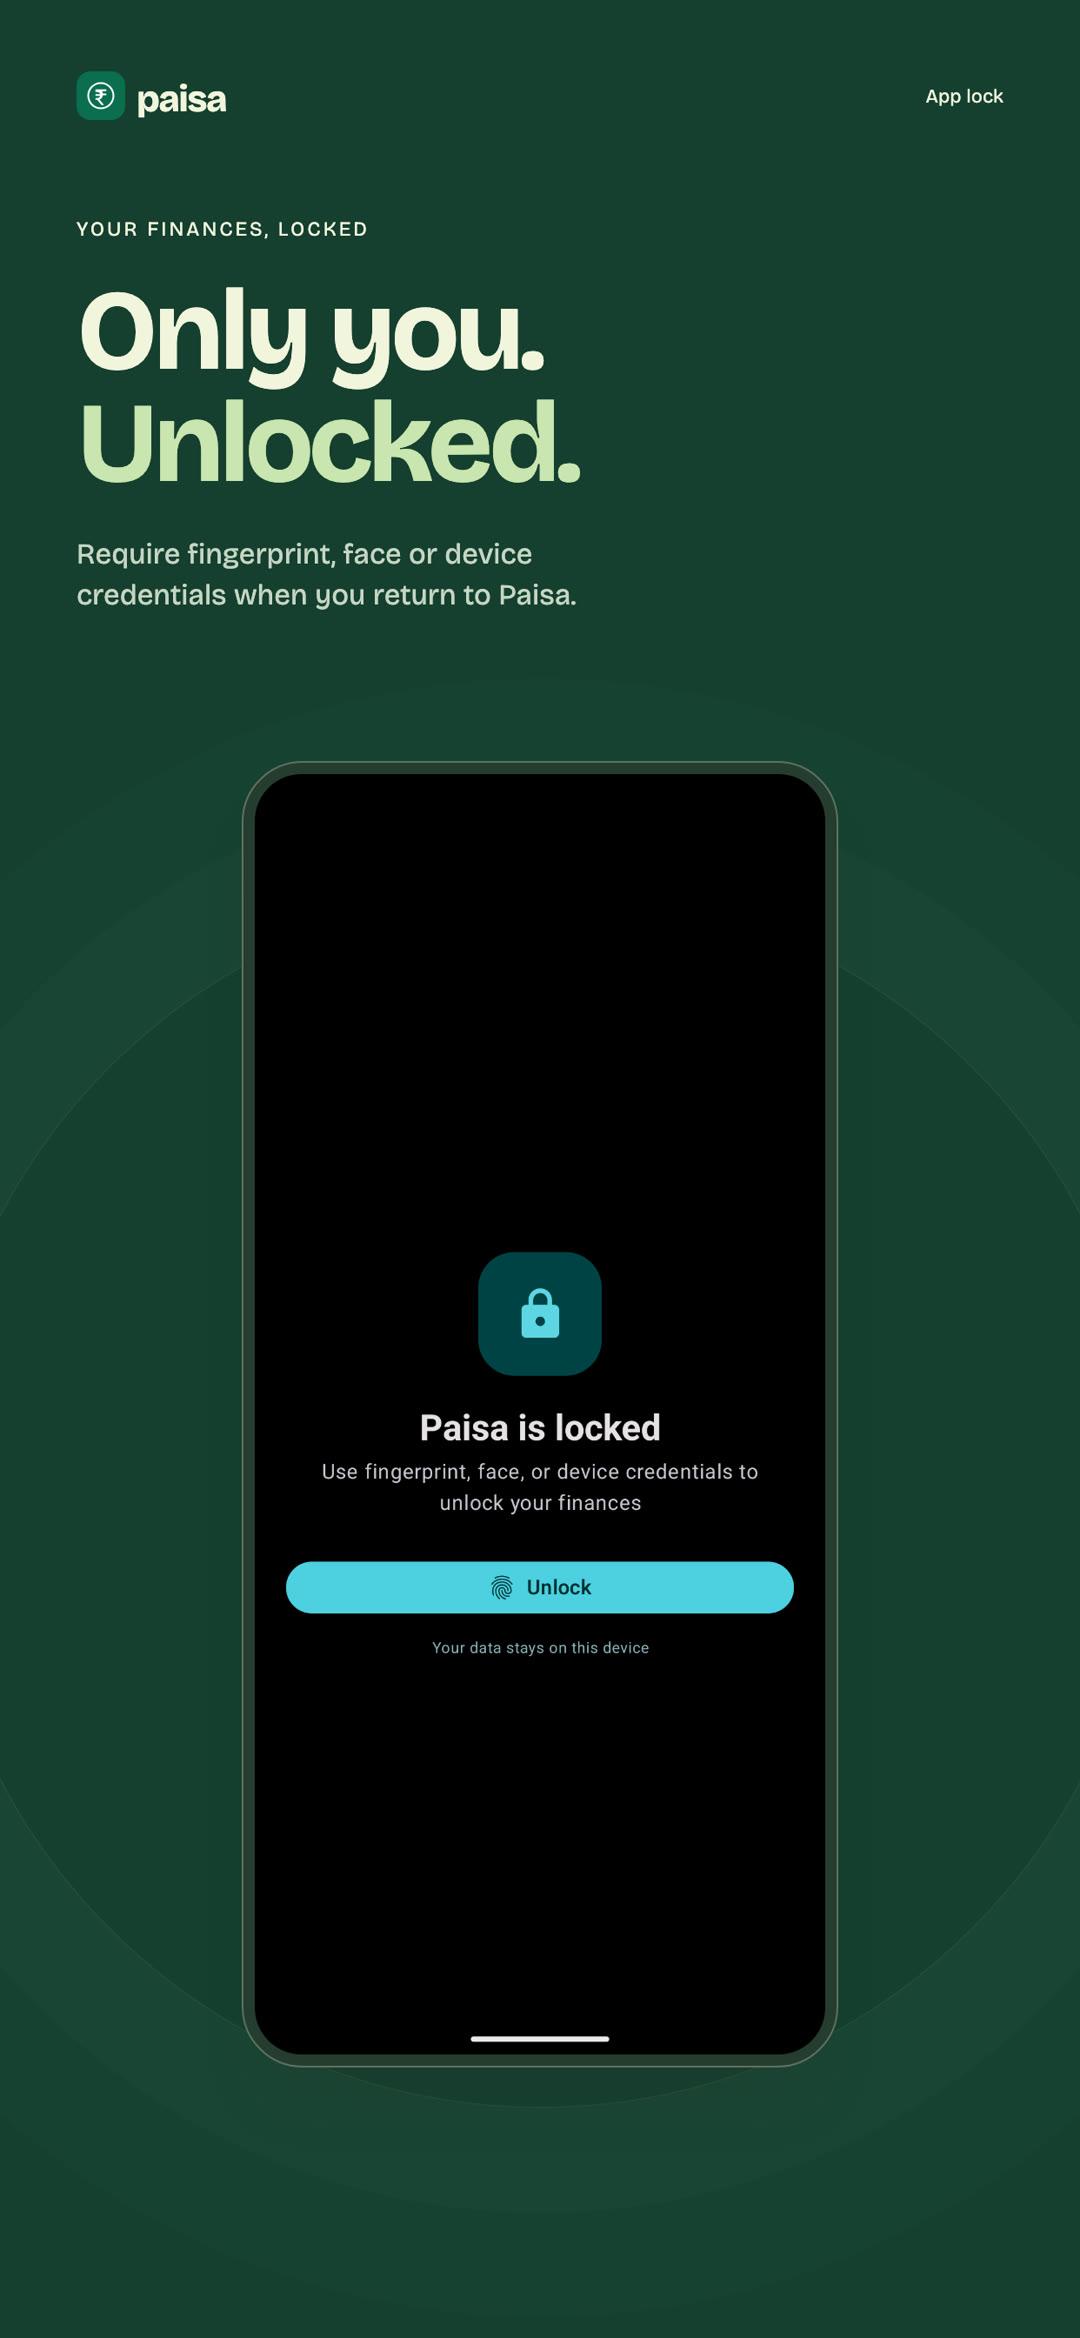 ₹ paisa
App lock
YOUR FINANCES, LOCKED
Only you.
Unlocked.
Require fingerprint, face or device
credentials when you return to Paisa.
Paisa is locked
Use fingerprint, face, or device credentials to
unlock your finances
Unlock
Your data stays on this device